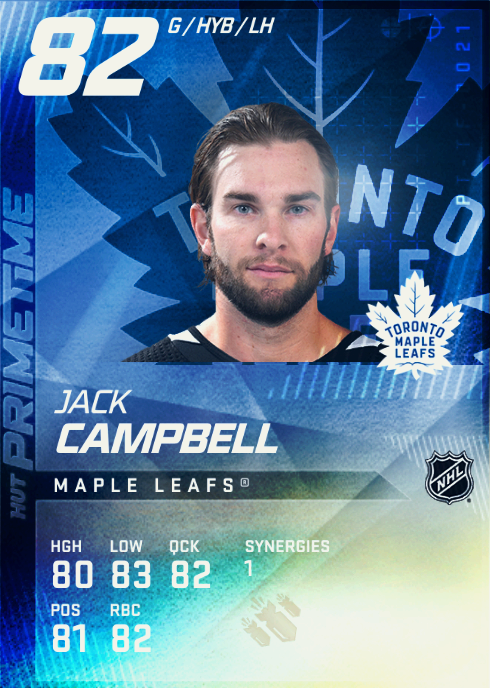 82
G / HYB / LH
2021
TORONTO
MAPLE
HUT PRIMETIME
TORONTO
MAPLE
LEAFS
JACK
CAMPBELL
MAPLE LEAFS®
NHL
HGH LOW QCK SYNERGIES
80 83 82 1
POS RBC
81 82